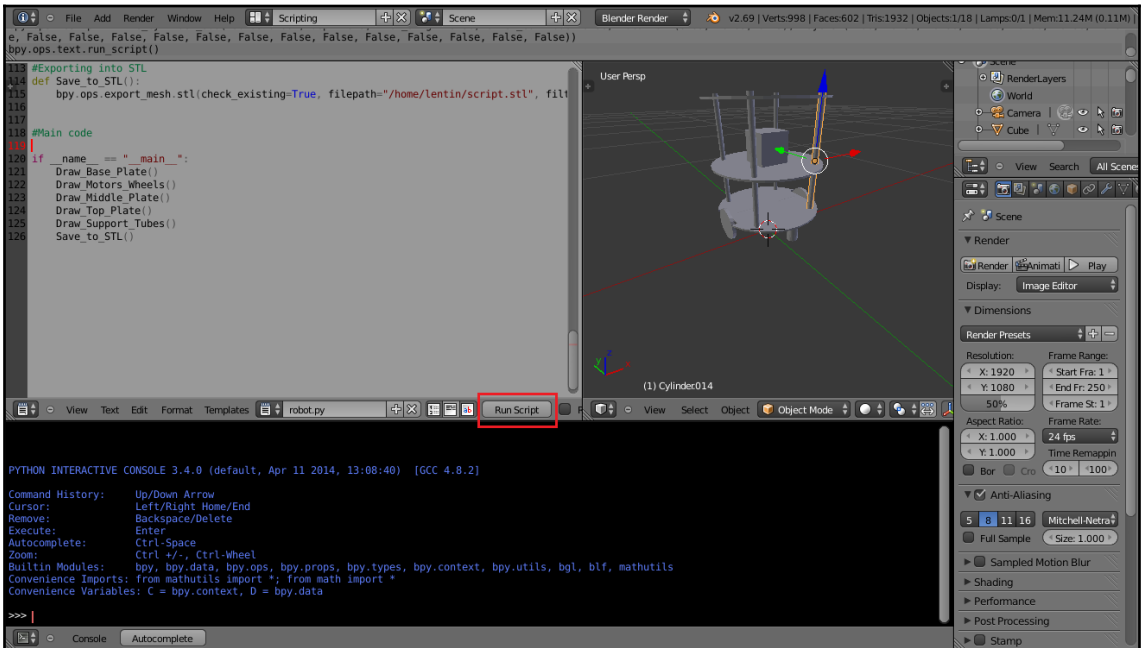 File Add Render Window Help Scripting Scene Blender Render v2.69 | Verts:998 | Faces:602 | Tris:1932 | Objects:1/18 | Lamps:0/1 | Mem:11.24M (0.11M) |
e, False, False, False, False, False, False, False, False, False, False, False, False, False))
bpy.ops.text.run_script()
113 #Exporting into STL
114 def Save_to_STL():
115 bpy.ops.export_mesh.stl(check_existing=True, filepath="/home/lentin/script.stl", filt
116
117
118 #Main code
119
120 if __name__ == "__main__":
121 Draw_Base_Plate()
122 Draw_Motors_Wheels()
123 Draw_Middle_Plate()
124 Draw_Top_Plate()
125 Draw_Support_Tubes()
126 Save_to_STL()
View Text Edit Format Templates robot.py Run Script
User Persp
z
y
x
(1) Cylinder.014
View Select Object Object Mode
Scene
RenderLayers
World
Camera
Cube
View Search All Scene
Scene
Render
Render Animati Play
Display: Image Editor
Dimensions
Render Presets
Resolution: Frame Range:
X: 1920 Start Fra: 1
Y: 1080 End Fr: 250
50% Frame St: 1
Aspect Ratio: Frame Rate:
X: 1.000 24 fps
Y: 1.000 Time Remappin
Bor Cro 10 100
Anti-Aliasing
5 8 11 16 Mitchell-Netra
Full Sample Size: 1.000
Sampled Motion Blur
Shading
Performance
Post Processing
Stamp
PYTHON INTERACTIVE CONSOLE 3.4.0 (default, Apr 11 2014, 13:08:40) [GCC 4.8.2]
Command History: Up/Down Arrow
Cursor: Left/Right Home/End
Remove: Backspace/Delete
Execute: Enter
Autocomplete: Ctrl-Space
Zoom: Ctrl +/-, Ctrl-Wheel
Builtin Modules: bpy, bpy.data, bpy.ops, bpy.props, bpy.types, bpy.context, bpy.utils, bgl, blf, mathutils
Convenience Imports: from mathutils import *; from math import *
Convenience Variables: C = bpy.context, D = bpy.data
>>>
Console Autocomplete